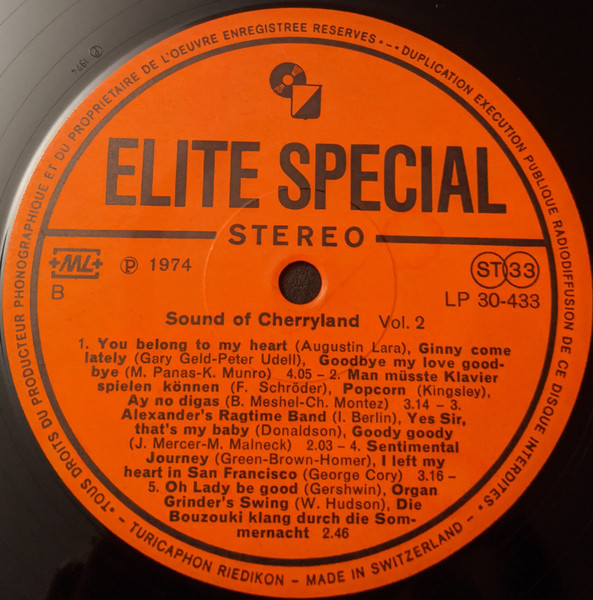 TOUS DROITS DU PRODUCTEUR PHONOGRAPHIQUE ET DU PROPRIETAIRE DE L'OEUVRE ENREGISTREE RESERVES • – • DUPLICATION EXECUTION PUBLIQUE RADIODIFFUSION DE CE DISQUE INTERDITES •
℗ 1974
ELITE SPECIAL
STEREO
+ML+
℗ 1974
ST 33
B
LP 30-433
Sound of Cherryland Vol. 2
1. You belong to my heart (Augustin Lara), Ginny come
lately (Gary Geld-Peter Udell), Goodbye my love good-
bye (M. Panas-K. Munro) 4.05 – 2. Man müsste Klavier
spielen können (F. Schröder), Popcorn (Kingsley),
Ay no digas (B. Meshel-Ch. Montez) 3.14 – 3.
Alexander's Ragtime Band (I. Berlin), Yes Sir,
that's my baby (Donaldson), Goody goody
(J. Mercer-M. Malneck) 2.03 – 4. Sentimental
Journey (Green-Brown-Homer), I left my
heart in San Francisco (George Cory) 3.16 –
5. Oh Lady be good (Gershwin), Organ
Grinder's Swing (W. Hudson), Die
Bouzouki klang durch die Som-
mernacht 2.46
– TURICAPHON RIEDIKON – MADE IN SWITZERLAND –